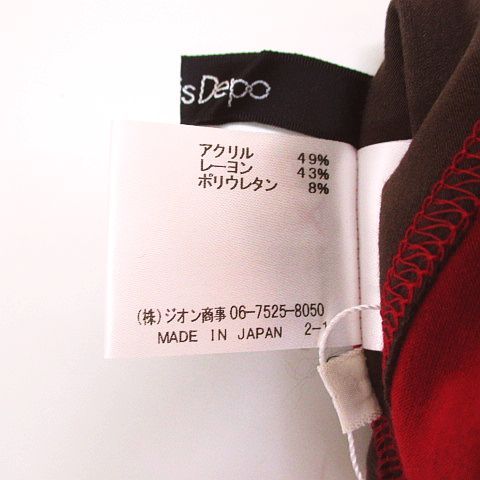 isDepo
アクリル 49%
レーヨン 43%
ポリウレタン 8%
(株)ジオン商事 06-7525-8050
MADE IN JAPAN 2-1